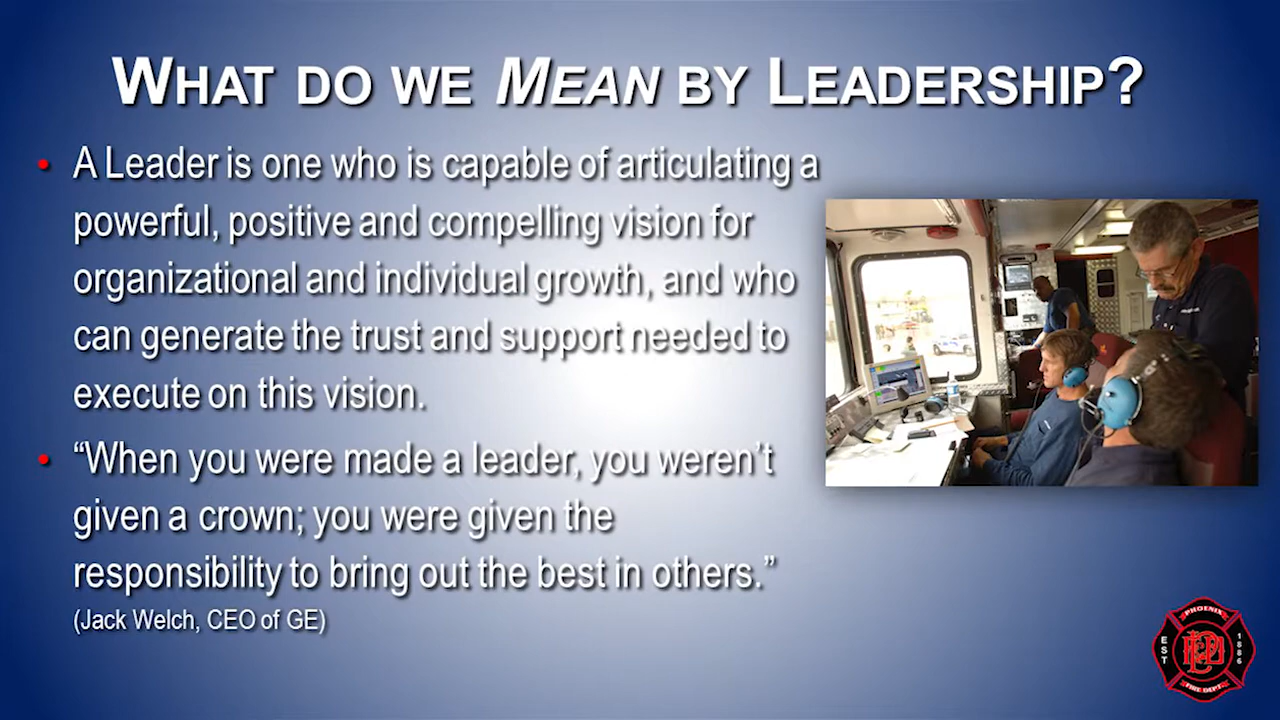 WHAT DO WE MEAN BY LEADERSHIP?
• A Leader is one who is capable of articulating a
powerful, positive and compelling vision for
organizational and individual growth, and who
can generate the trust and support needed to
execute on this vision.
• “When you were made a leader, you weren’t
given a crown; you were given the
responsibility to bring out the best in others.”
(Jack Welch, CEO of GE)
PHOENIX
EST 1886
FIRE DEPT.